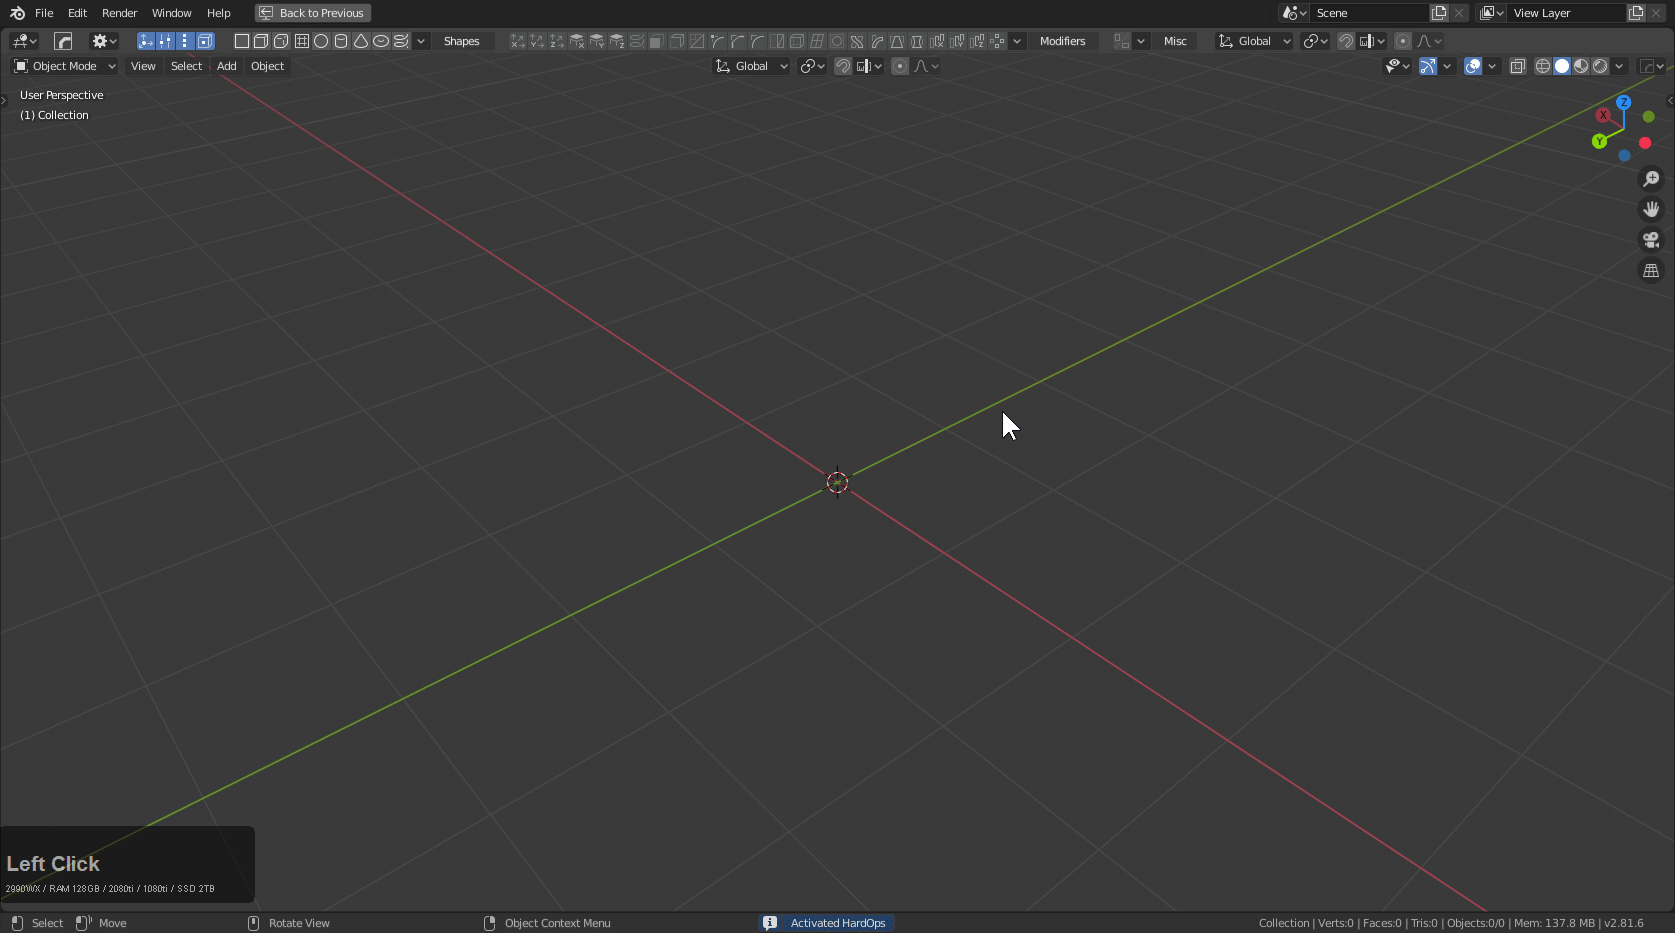 File Edit Render Window Help Back to Previous Scene View Layer
Shapes Modifiers Misc Global
Object Mode View Select Add Object Global
User Perspective
(1) Collection
Z
X
Y
Left Click
2990WX / RAM 128GB / 2080ti / 1080ti / SSD 2TB
Select Move Rotate View Object Context Menu Activated HardOps Collection | Verts:0 | Faces:0 | Tris:0 | Objects:0/0 | Mem: 137.8 MB | v2.81.6